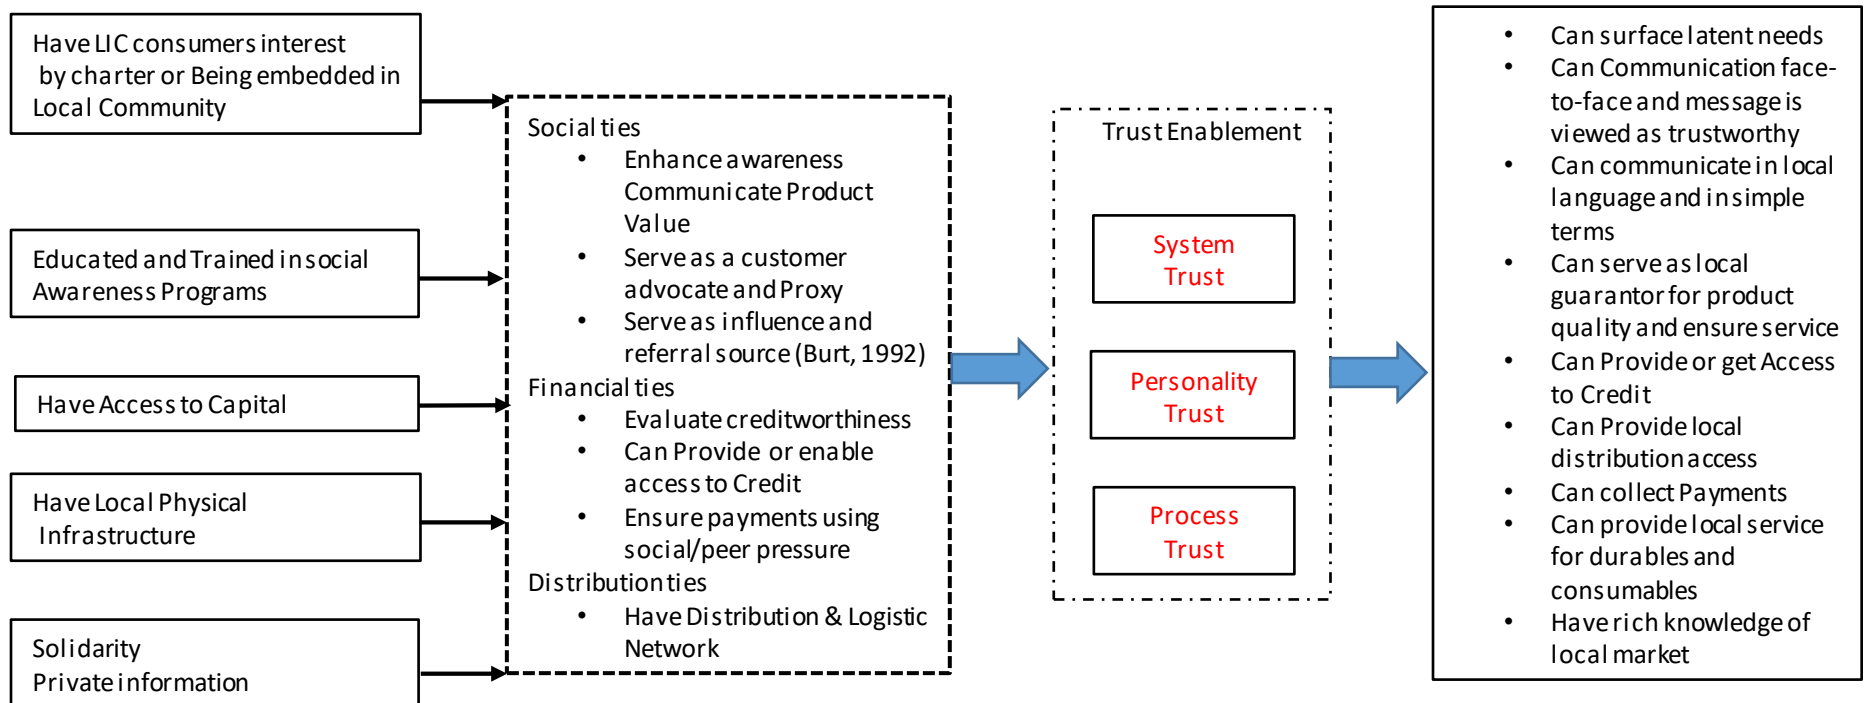 Have LIC consumers interest
by charter or Being embedded in
Local Community
Educated and Trained in social
Awareness Programs
Have Access to Capital
Have Local Physical
Infrastructure
Solidarity
Private information
Social ties
• Enhance awareness
Communicate Product
Value
• Serve as a customer
advocate and Proxy
• Serve as influence and
referral source (Burt, 1992)
Financial ties
• Evaluate creditworthiness
• Can Provide or enable
access to Credit
• Ensure payments using
social/peer pressure
Distribution ties
• Have Distribution & Logistic
Network
Trust Enablement
System
Trust
Personality
Trust
Process
Trust
• Can surface latent needs
• Can Communication face-
to-face and message is
viewed as trustworthy
• Can communicate in local
language and in simple
terms
• Can serve as local
guarantor for product
quality and ensure service
• Can Provide or get Access
to Credit
• Can Provide local
distribution access
• Can collect Payments
• Can provide local service
for durables and
consumables
• Have rich knowledge of
local market